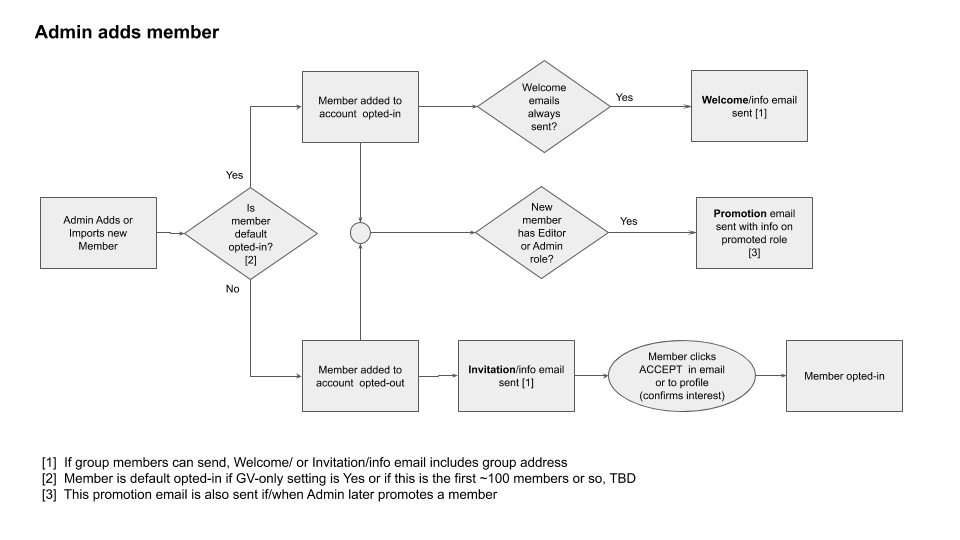 Admin adds member
Member added to
account  opted-in
Welcome
emails
always
sent?
Yes
Welcome/info email
sent [1]
Yes
Admin Adds or
Imports new
Member
Is
member
default
opted-in?
[2]
New
member
has Editor
or Admin
role?
Yes
Promotion email
sent with info on
promoted role
[3]
No
Member added to
account  opted-out
Invitation/info email
sent [1]
Member clicks
ACCEPT  in email
or to profile
(confirms interest)
Member opted-in
[1]  If group members can send, Welcome/ or Invitation/info email includes group address
[2]  Member is default opted-in if GV-only setting is Yes or if this is the first ~100 members or so, TBD
[3]  This promotion email is also sent if/when Admin later promotes a member